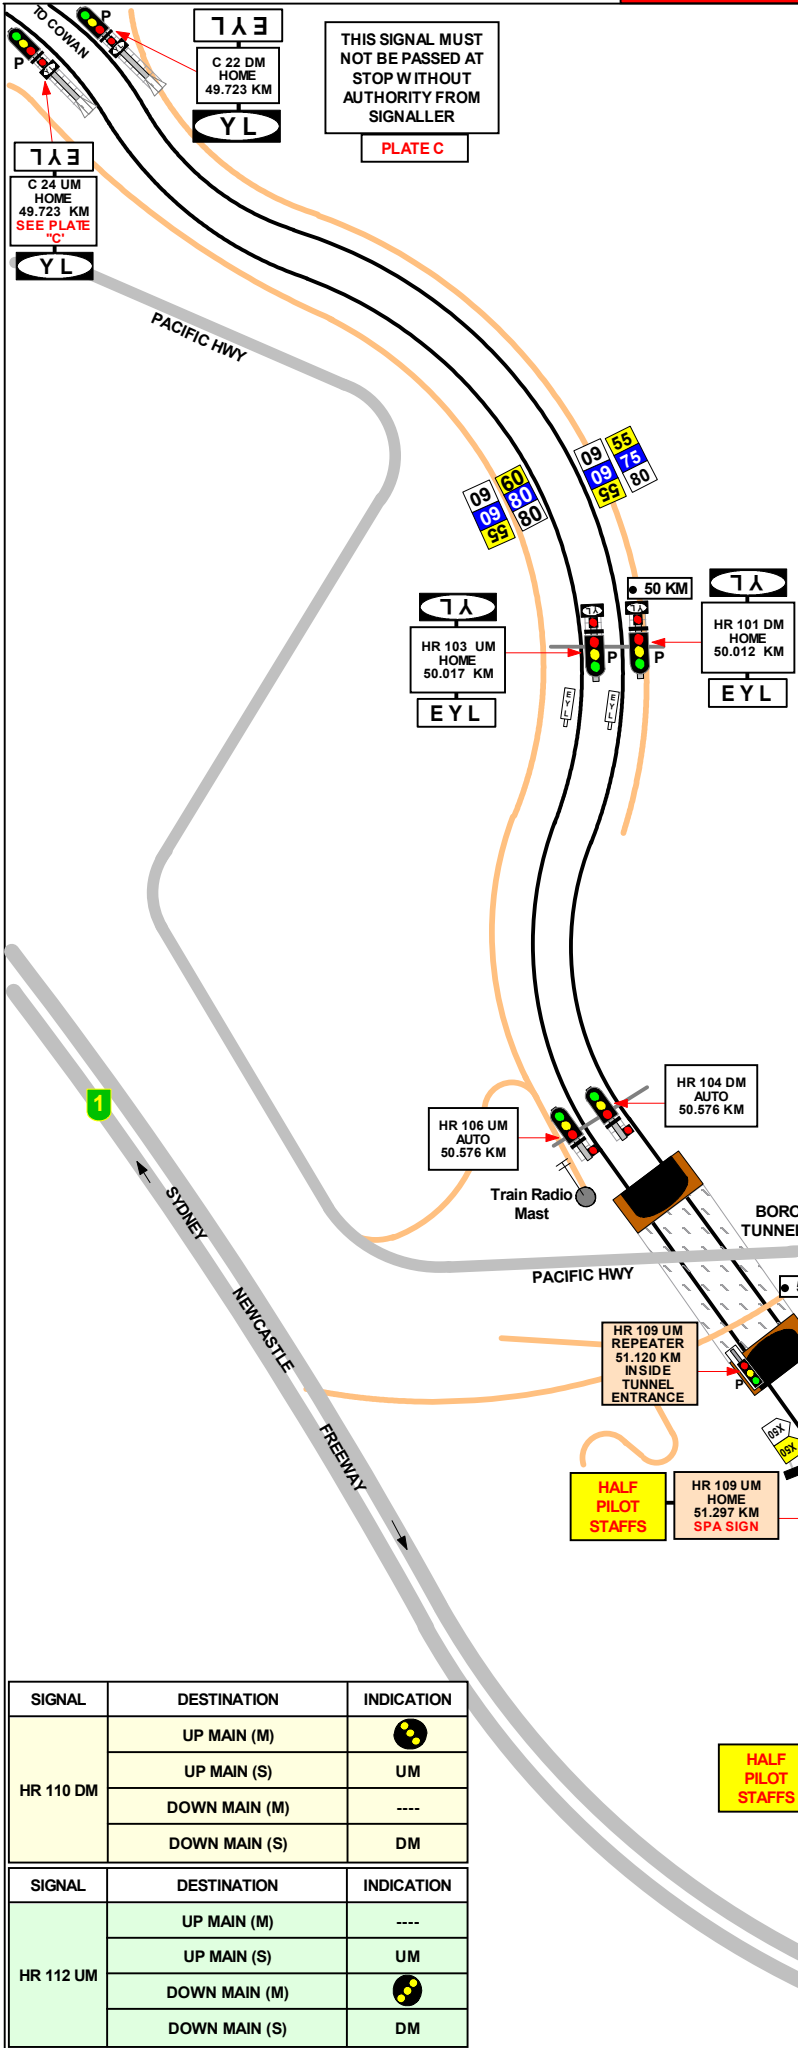 TO COWAN
P
P
EYL
C 22 DM
HOME
49.723 KM
YL
THIS SIGNAL MUST
NOT BE PASSED AT
STOP WITHOUT
AUTHORITY FROM
SIGNALLER
PLATE C
EYL
C 24 UM
HOME
49.723 KM
SEE PLATE
"C'
YL
PACIFIC HWY
60
60
55
60
80
80
60
60
55
55
75
80
50 KM
YL
HR 103 UM
HOME
50.017 KM
EYL
YL
YL
P
P
EYL
EYL
YL
HR 101 DM
HOME
50.012 KM
EYL
1
HR 104 DM
AUTO
50.576 KM
HR 106 UM
AUTO
50.576 KM
Train Radio
Mast
BORO
TUNNEL
PACIFIC HWY
SYDNEY
NEWCASTLE
FREEWAY
HR 109 UM
REPEATER
51.120 KM
INSIDE
TUNNEL
ENTRANCE
P
X50
X50
HALF
PILOT
STAFFS
HR 109 UM
HOME
51.297 KM
SPA SIGN
HALF
PILOT
STAFFS
SIGNAL DESTINATION INDICATION
HR 110 DM
UP MAIN (M)
UP MAIN (S) UM
DOWN MAIN (M) ----
DOWN MAIN (S) DM
SIGNAL DESTINATION INDICATION
HR 112 UM
UP MAIN (M) ----
UP MAIN (S) UM
DOWN MAIN (M)
DOWN MAIN (S) DM